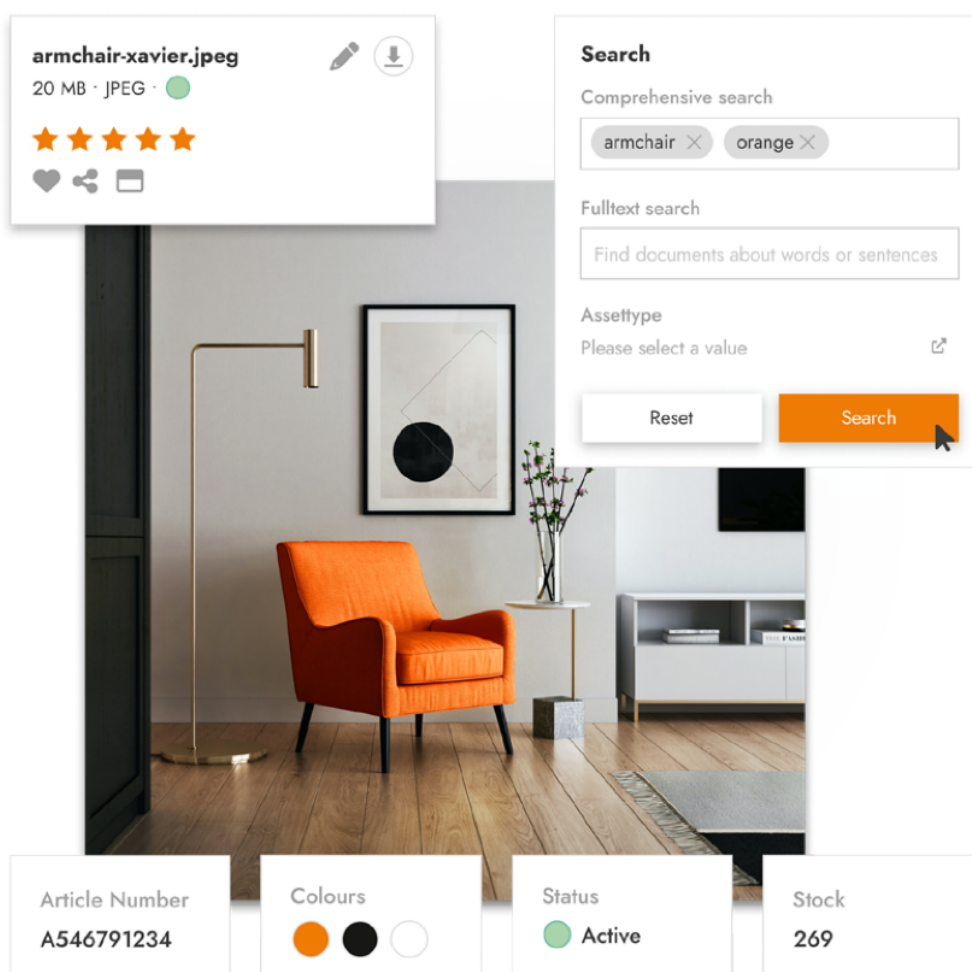 armchair-xavier.jpeg
20 MB · JPEG ·
Search
Comprehensive search
armchair orange
Fulltext search
Find documents about words or sentences
Assettype
Please select a value
Reset Search
Article Number
A546791234
Colours
Status
Active
Stock
269